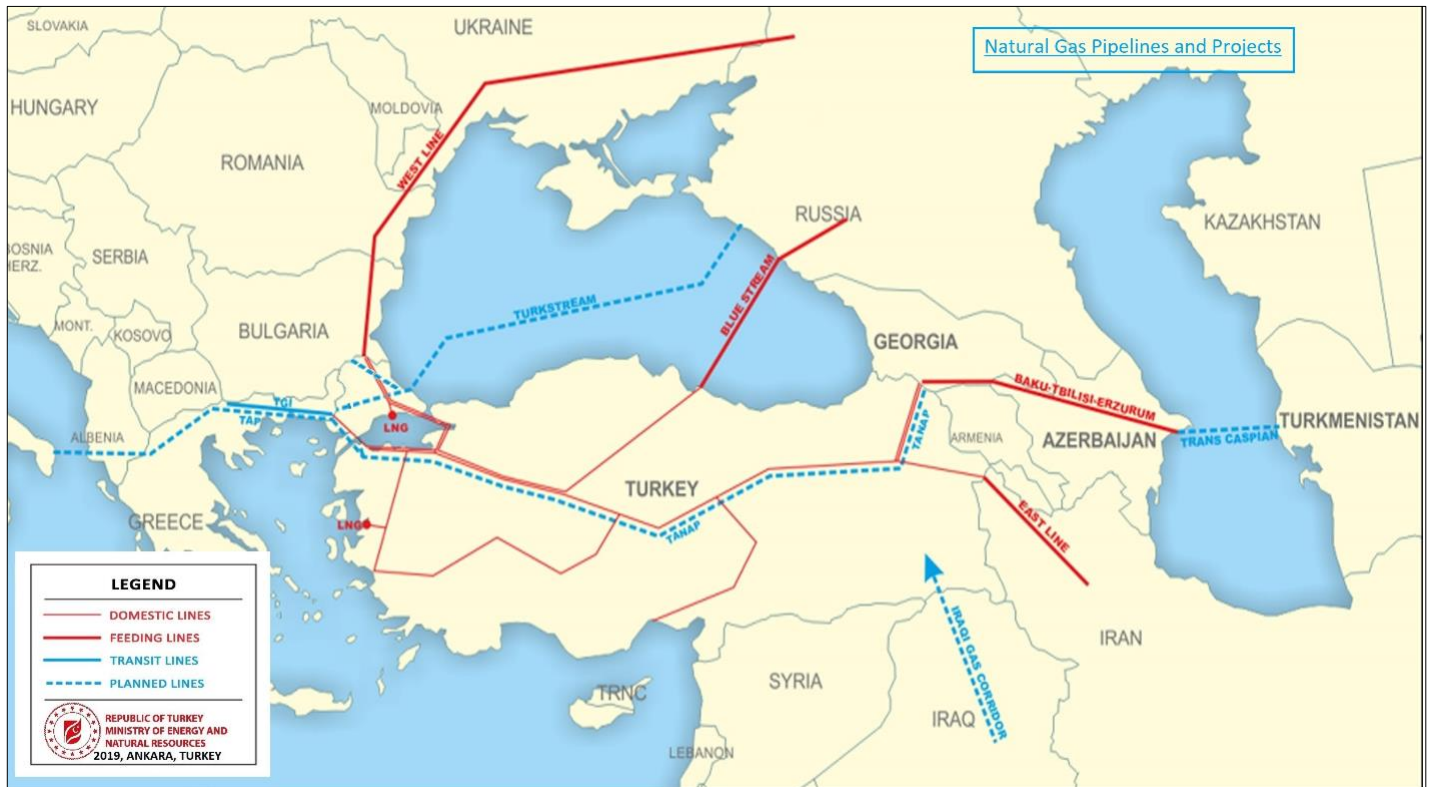 SLOVAKIA
UKRAINE
Natural Gas Pipelines and Projects
HUNGARY
MOLDOVIA
ROMANIA
WEST LINE
RUSSIA
KAZAKHSTAN
BOSNIA
HERZ.
SERBIA
TURKSTREAM
BLUE STREAM
MONT.
KOSOVO
BULGARIA
GEORGIA
MACEDONIA
BAKU-TBILISI-ERZURUM
TGI
TAP
LNG
TANAP
ALBENIA
ARMENIA
AZERBAIJAN
TRANS CASPIAN
TURKMENISTAN
TURKEY
GREECE
LNG
TANAP
EAST LINE
IRAQI GAS CORRIDOR
IRAN
TRNC
SYRIA
IRAQ
LEBANON
LEGEND
DOMESTIC LINES
FEEDING LINES
TRANSIT LINES
PLANNED LINES
REPUBLIC OF TURKEY
MINISTRY OF ENERGY AND
NATURAL RESOURCES
2019, ANKARA, TURKEY